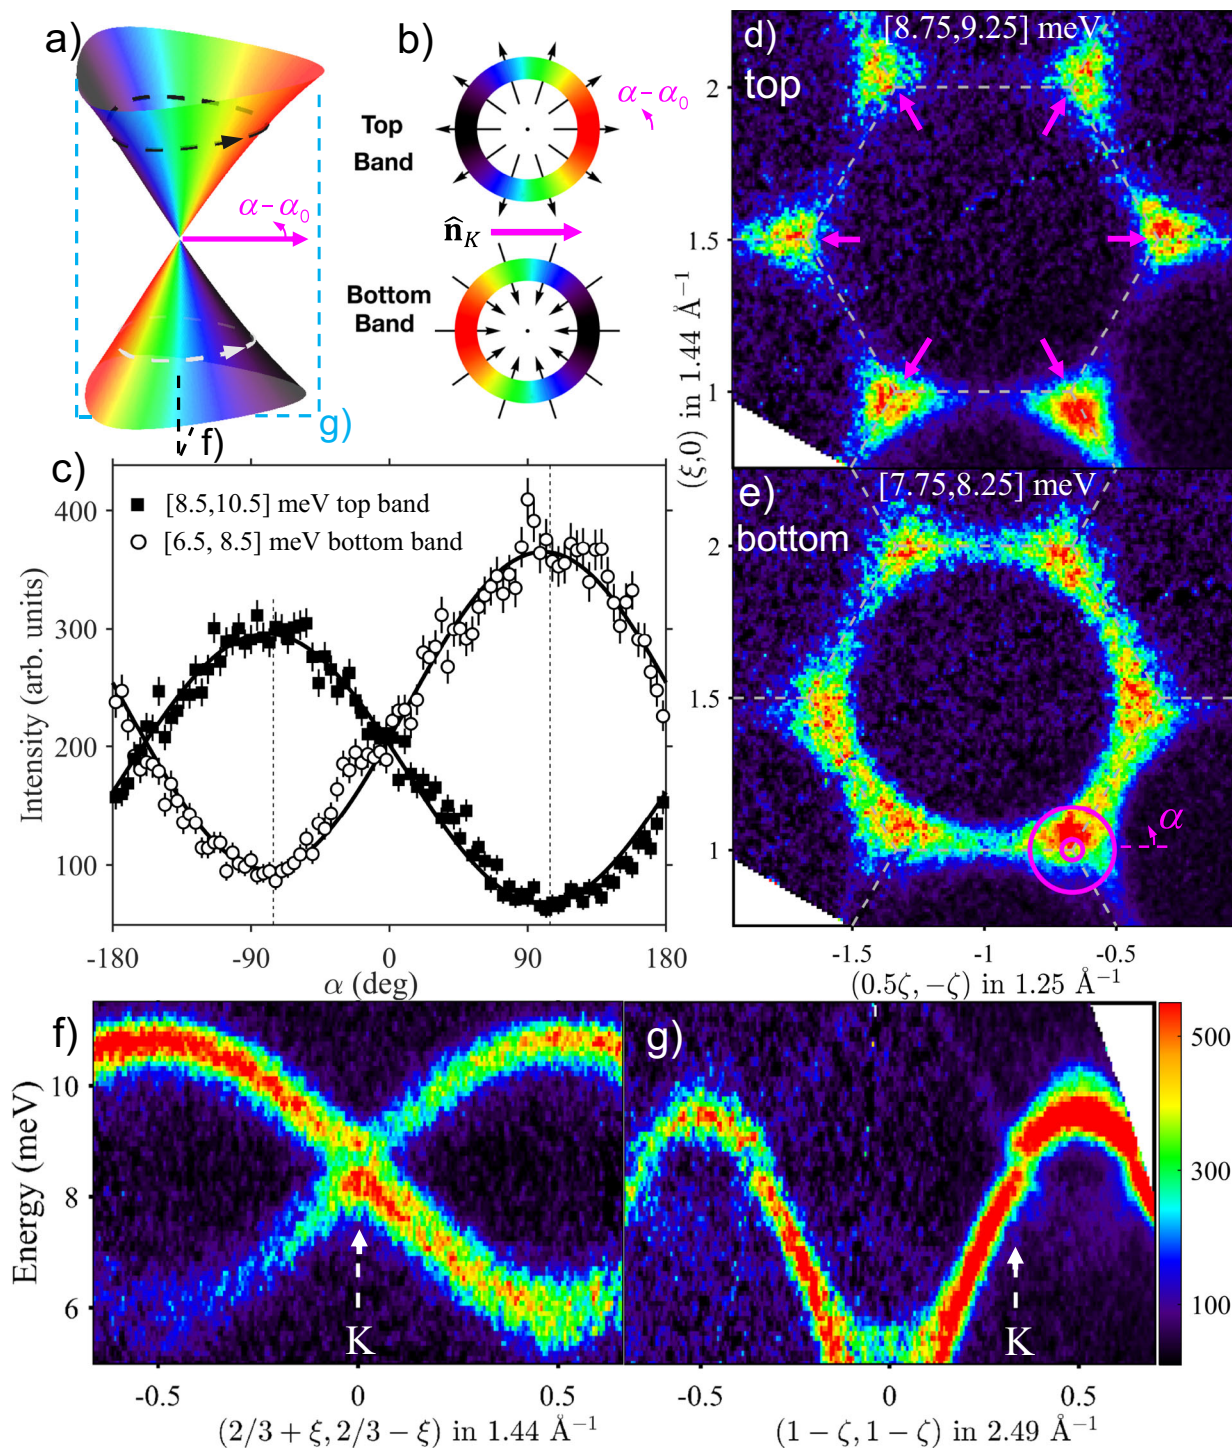 a)
α−α₀
g)
f)
b)
Top
Band
α−α₀
n̂_K
Bottom
Band
c)
[8.5,10.5] meV top band
[6.5, 8.5] meV bottom band
400
300
200
100
Intensity (arb. units)
-180
-90
0
90
180
α (deg)
d)
[8.75,9.25] meV
top
2
1.5
1
(ξ,0) in 1.44 Å⁻¹
e)
[7.75,8.25] meV
bottom
2
1.5
1
α
-1.5
-1
-0.5
(0.5ζ, −ζ) in 1.25 Å⁻¹
f)
10
8
6
Energy (meV)
K
-0.5
0
0.5
(2/3 + ξ, 2/3 − ξ) in 1.44 Å⁻¹
g)
K
-0.5
0
0.5
(1 − ζ, 1 − ζ) in 2.49 Å⁻¹
500
300
100